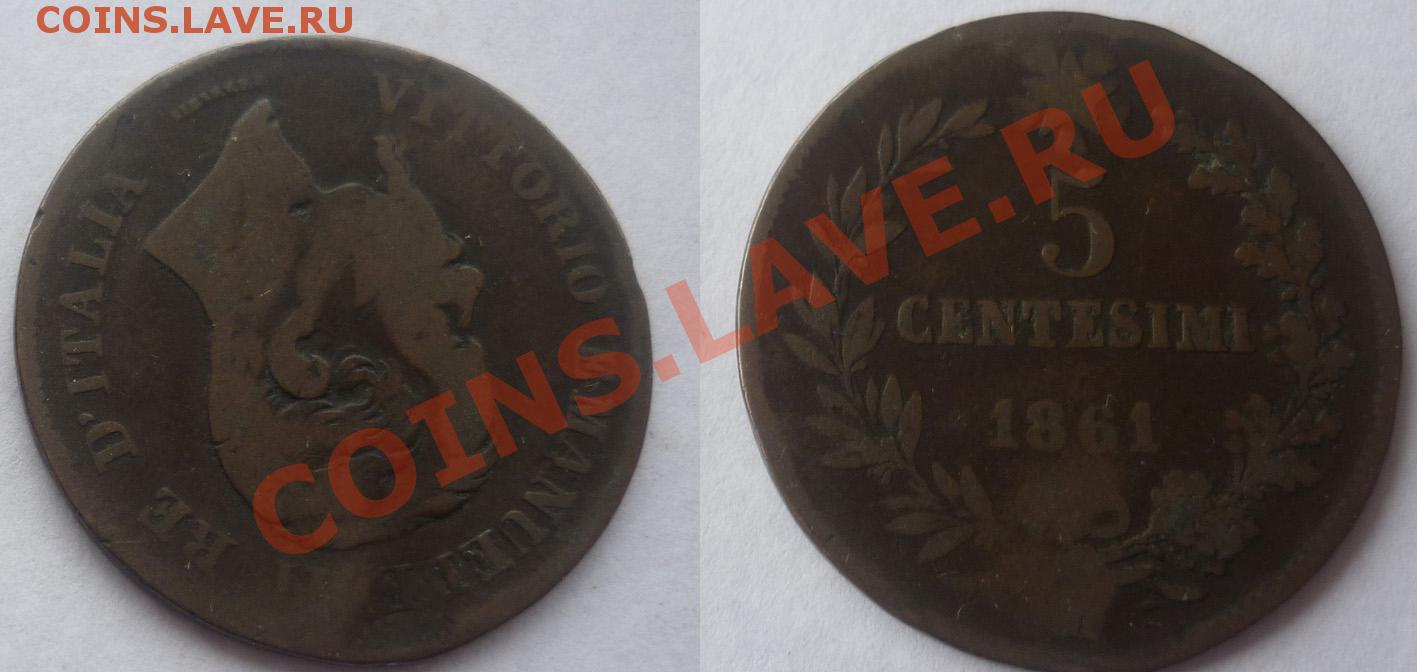 COINS.LAVE.RU
VITTORIO EMANUELE II RE D'ITALIA
5
CENTESIMI
1861
COINS.LAVE.RU